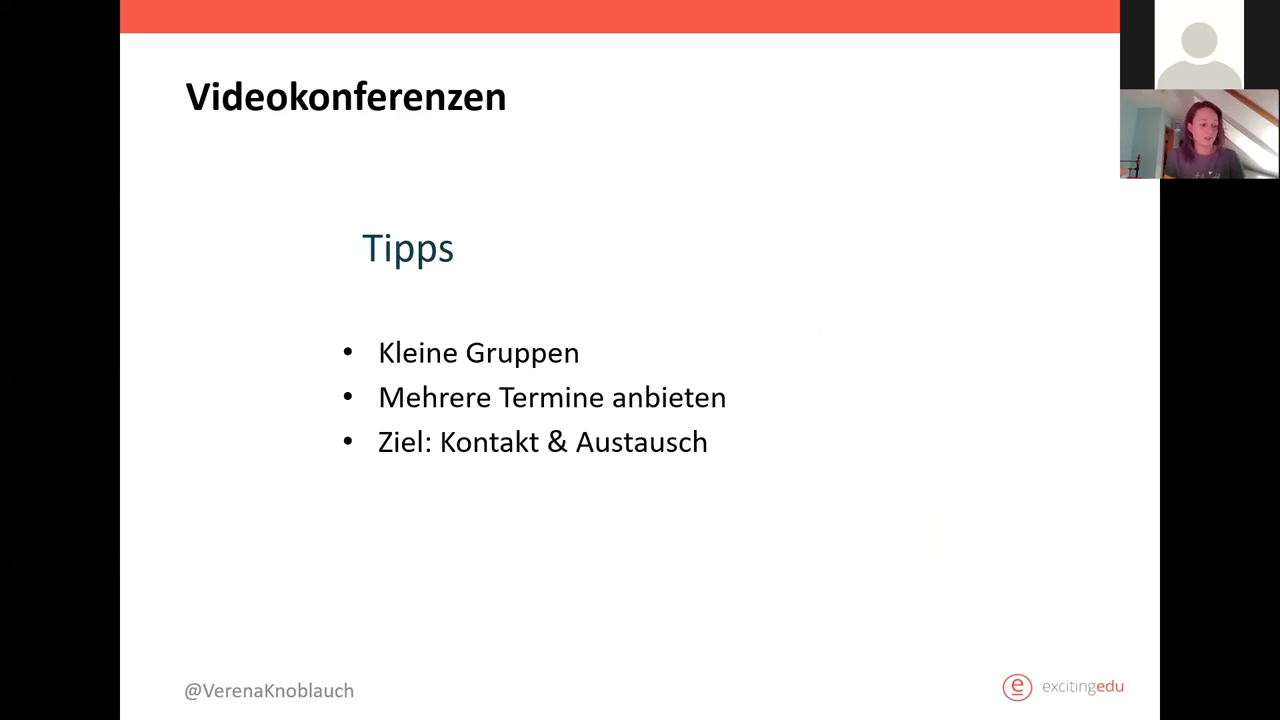 Videokonferenzen
Tipps
• Kleine Gruppen
• Mehrere Termine anbieten
• Ziel: Kontakt & Austausch
@VerenaKnoblauch
e excitingedu